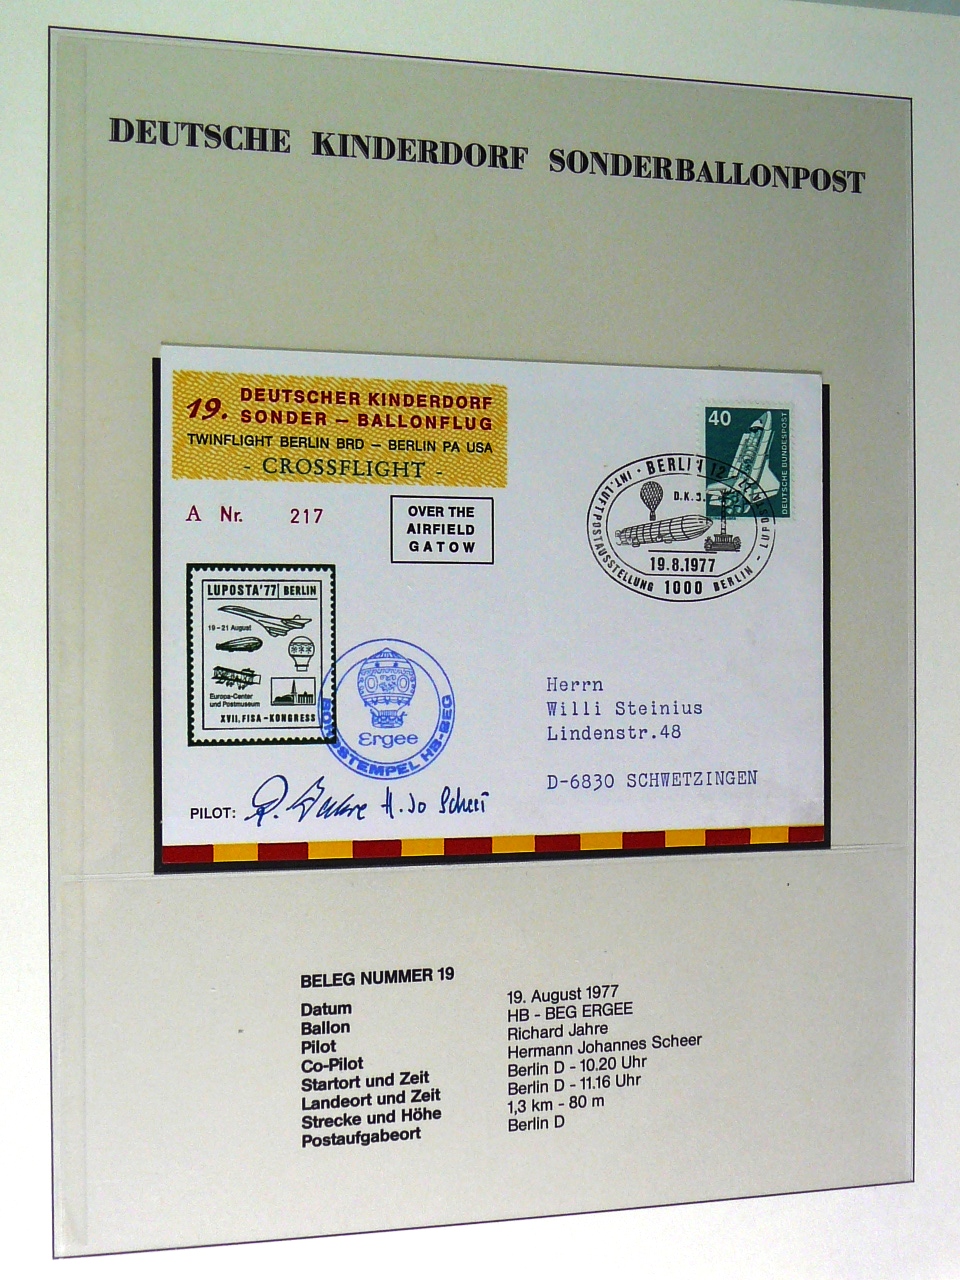 DEUTSCHE KINDERDORF SONDERBALLONPOST
19. DEUTSCHER KINDERDORF
SONDER – BALLONFLUG
TWINFLIGHT BERLIN BRD – BERLIN PA USA
- CROSSFLIGHT -
A Nr. 217
OVER THE
AIRFIELD
GATOW
40
DEUTSCHE BUNDESPOST
BERLIN 12
D.K.
INT. LUFTPOSTAUSSTELLUNG
19.8.1977
1000 BERLIN
LUPOSTA'77 BERLIN
19–21 August
Europa-Center
und Postmuseum
XVII. FISA–KONGRESS
Ergee
BORDSTEMPEL HB-BEG
Herrn
Willi Steinius
Lindenstr.48
D-6830 SCHWETZINGEN
PILOT: R. Jahre H. Jo Scheer
BELEG NUMMER 19
Datum 19. August 1977
Ballon HB - BEG ERGEE
Pilot Richard Jahre
Co-Pilot Hermann Johannes Scheer
Startort und Zeit Berlin D - 10.20 Uhr
Landeort und Zeit Berlin D - 11.16 Uhr
Strecke und Höhe 1,3 km - 80 m
Postaufgabeort Berlin D